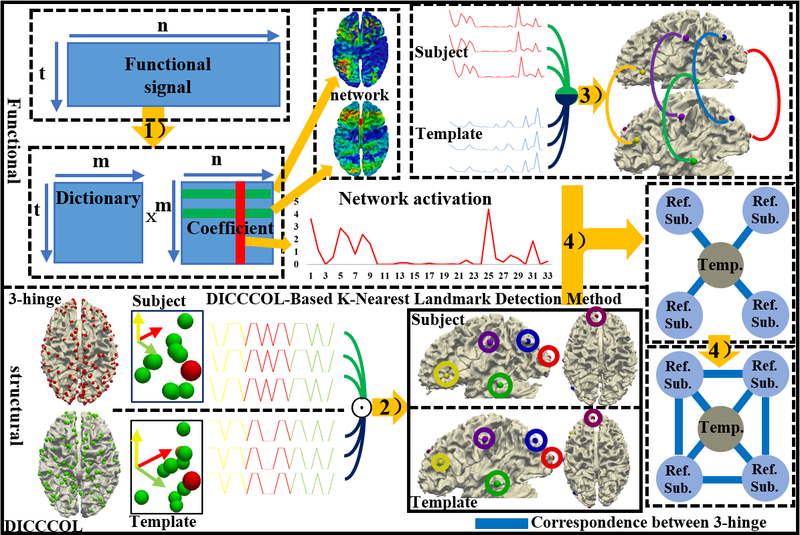 n
t
Functional
signal
1)
m
n
t
Dictionary
x
m
Coefficient
Functional
network
Subject
Template
3)
Network activation
5
4
3
2
1
0
1 3 5 7 9 11 13 15 17 19 21 23 25 27 29 31 33
4)
Ref.
Sub.
Ref.
Sub.
Temp.
Ref.
Sub.
Ref.
Sub.
4)
Ref.
Sub.
Ref.
Sub.
Temp.
Ref.
Sub.
Ref.
Sub.
DICCCOL-Based K-Nearest Landmark Detection Method
3-hinge
Subject
structural
DICCCOL
Template
2)
Subject
Template
Correspondence between 3-hinge